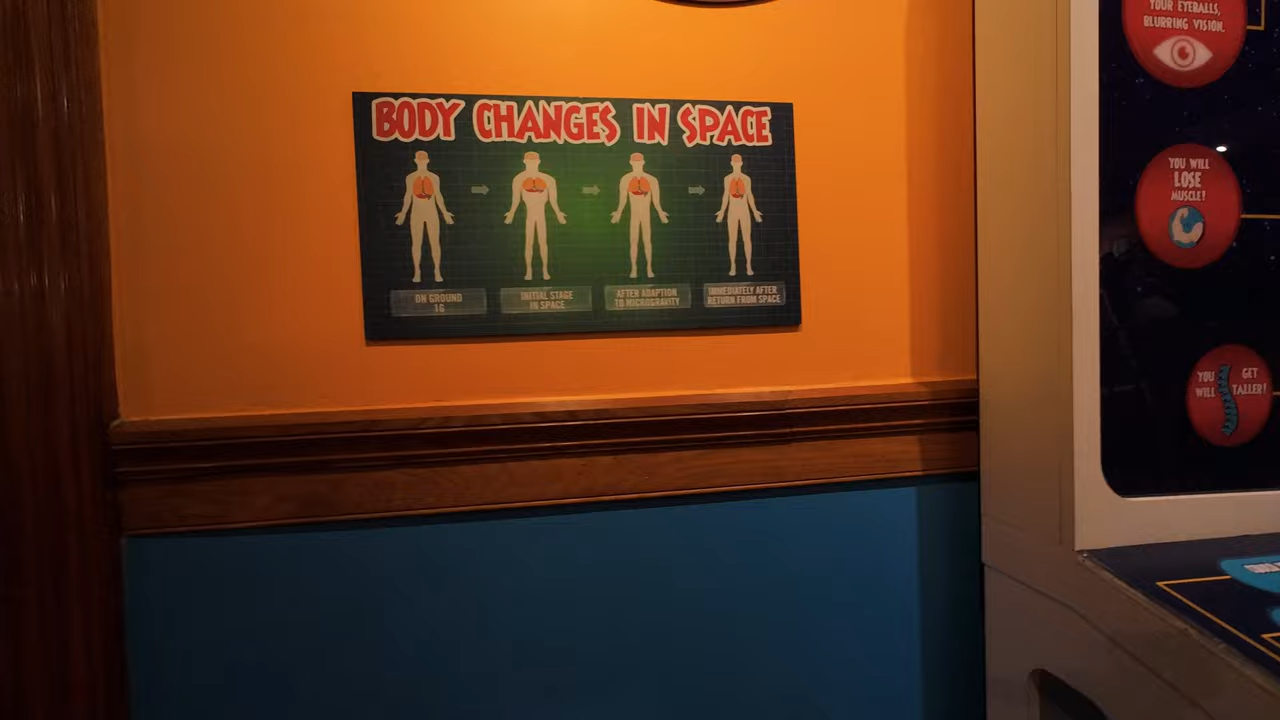 BODY CHANGES IN SPACE
ON GROUND
1G
INITIAL STAGE
IN SPACE
AFTER ADAPTION
TO MICROGRAVITY
IMMEDIATELY AFTER
RETURN FROM SPACE
YOUR EYEBALLS,
BLURRING VISION.
YOU WILL
LOSE
MUSCLE!
YOU WILL GET TALLER!